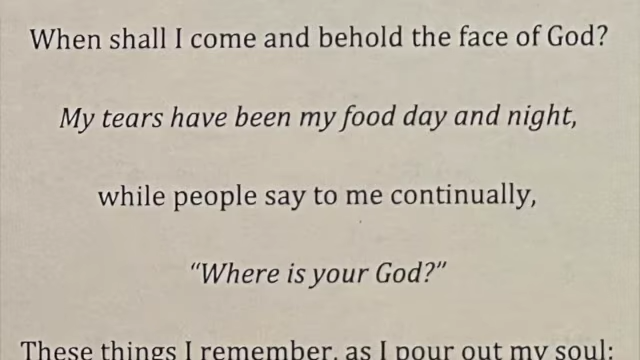 When shall I come and behold the face of God?
My tears have been my food day and night,
while people say to me continually,
“Where is your God?”
These things I remember, as I pour out my soul: